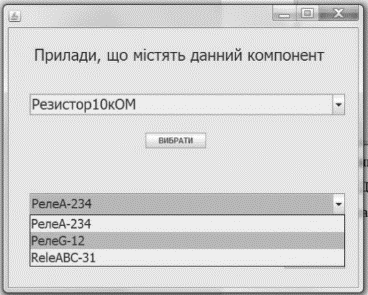 Прилади, що містять данний компонент
Резистор10кОМ
ВИБРАТИ
РелеА-234
РелеА-234
РелеG-12
ReleABC-31